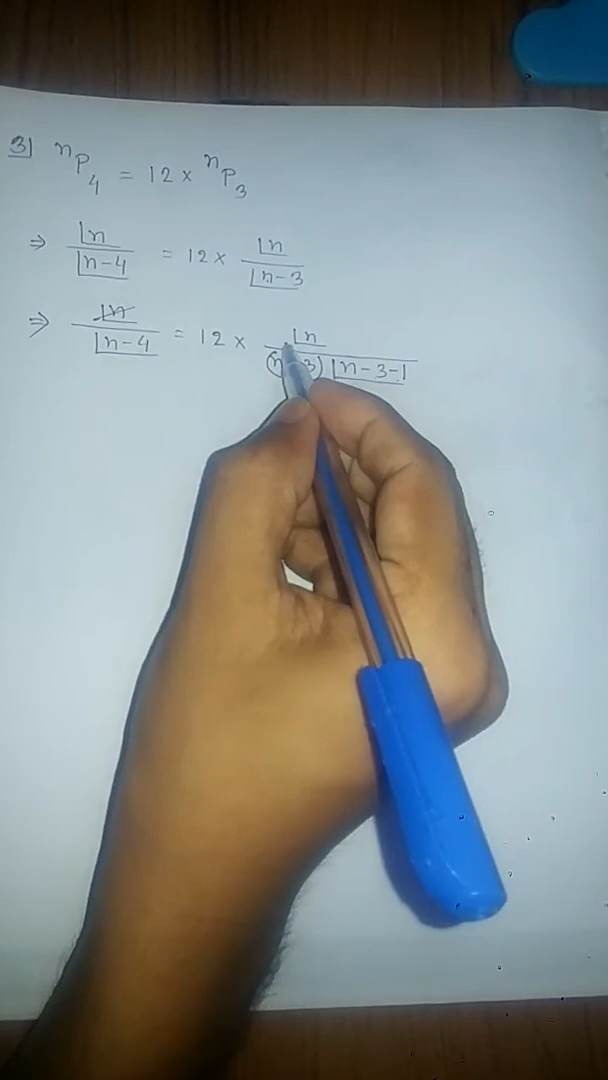 3) ⁿP₄ = 12 × ⁿP₃
⇒ |n / |n-4 = 12 × |n / |n-3
⇒ |n / |n-4 = 12 × |n / (n 3) |n-3-1